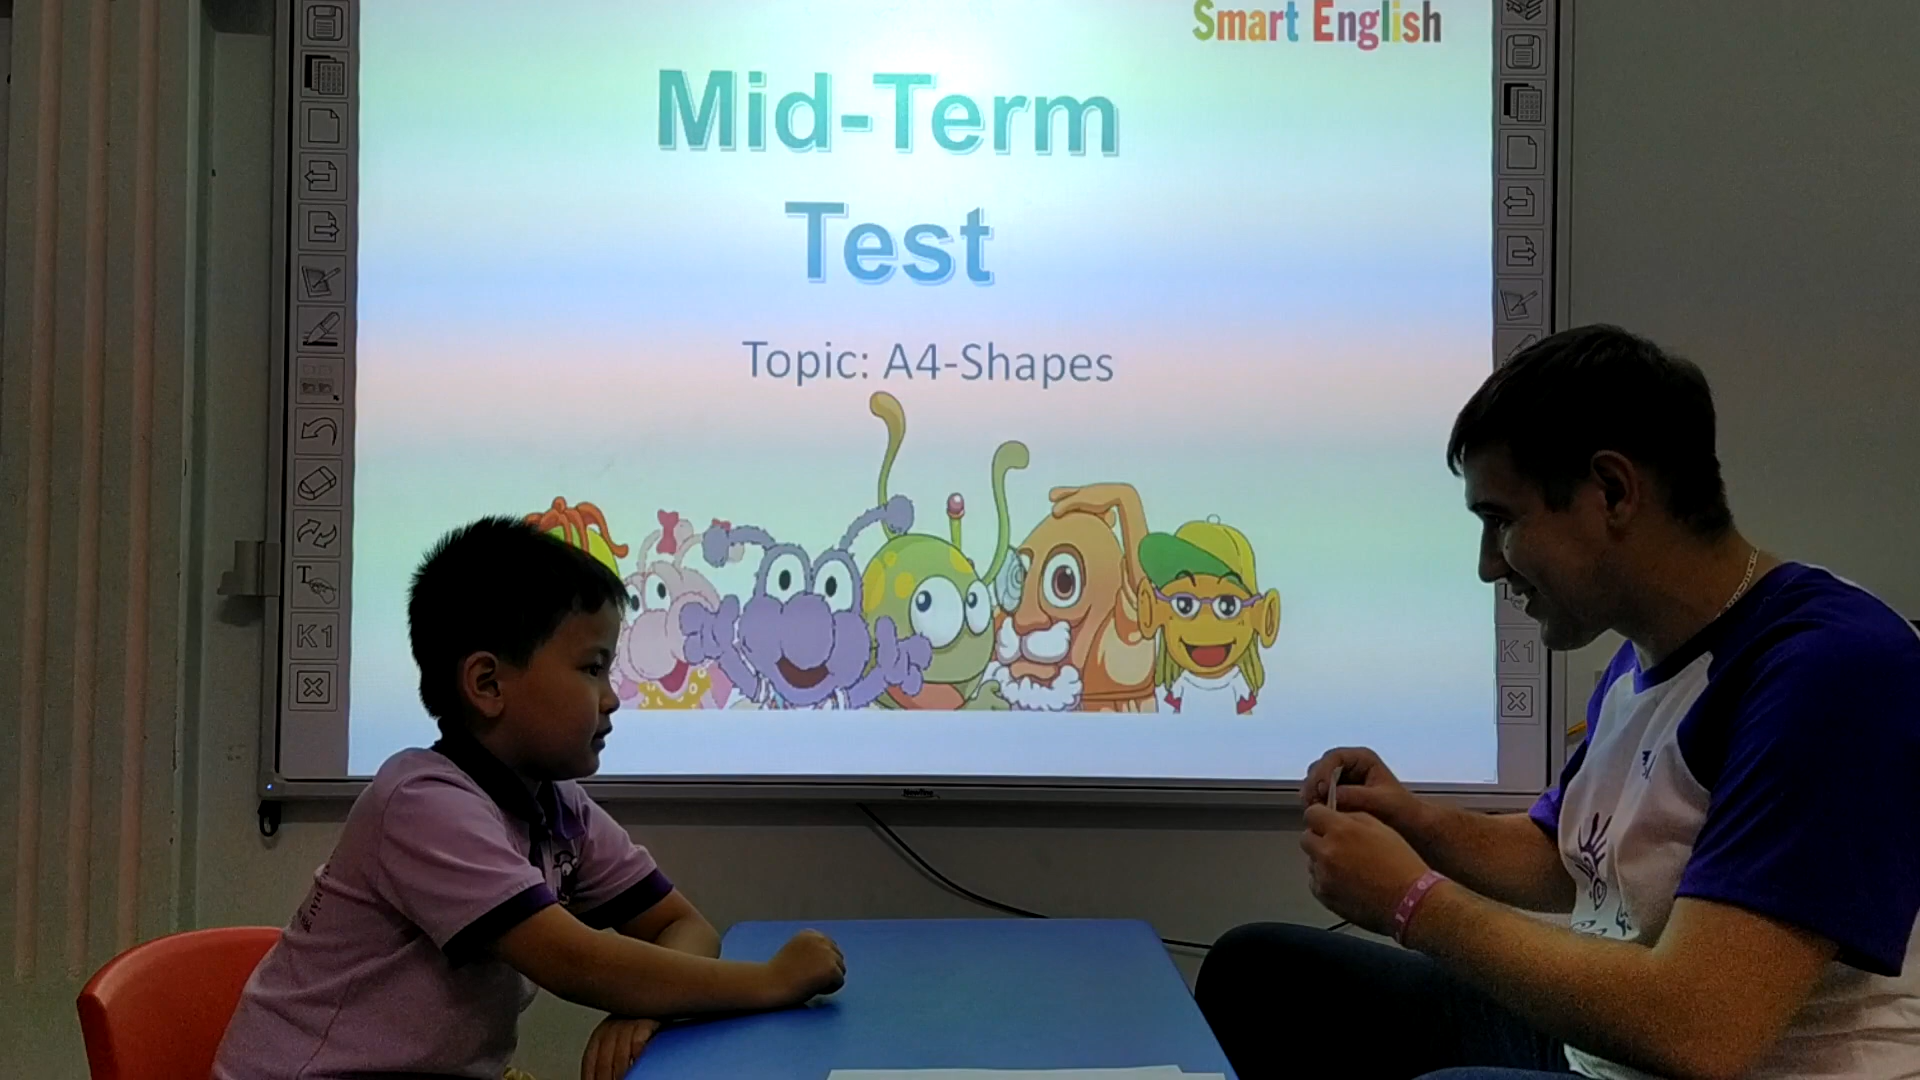 Smart English
Mid-Term
Test
Topic: A4-Shapes
T
K1
K1